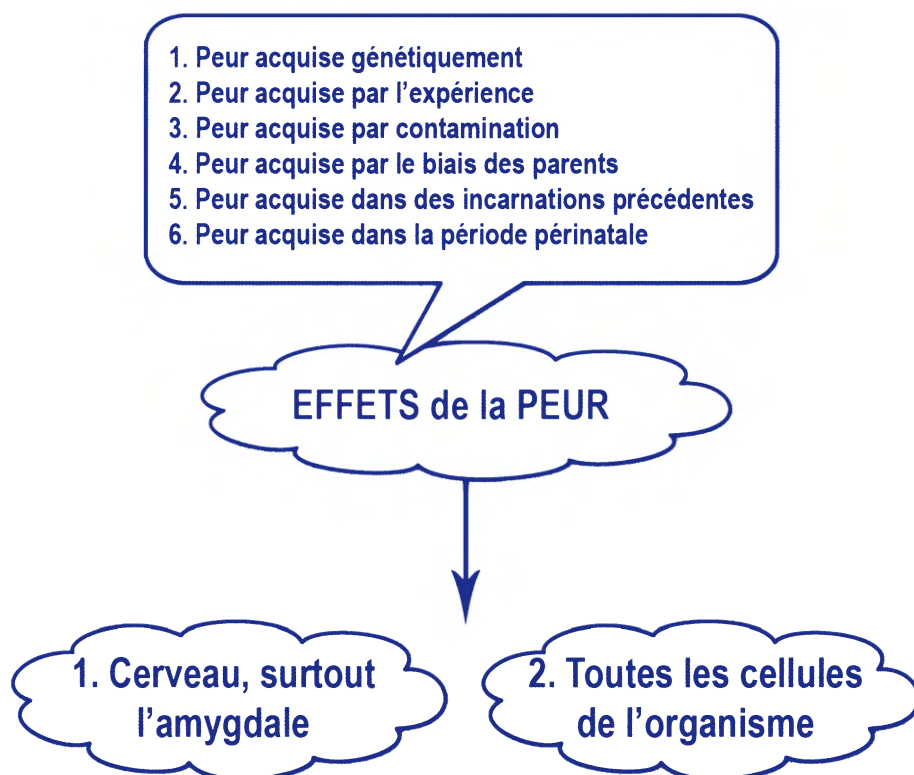 1. Peur acquise génétiquement
2. Peur acquise par l'expérience
3. Peur acquise par contamination
4. Peur acquise par le biais des parents
5. Peur acquise dans des incarnations précédentes
6. Peur acquise dans la période périnatale
EFFETS de la PEUR
1. Cerveau, surtout
l'amygdale
2. Toutes les cellules
de l'organisme